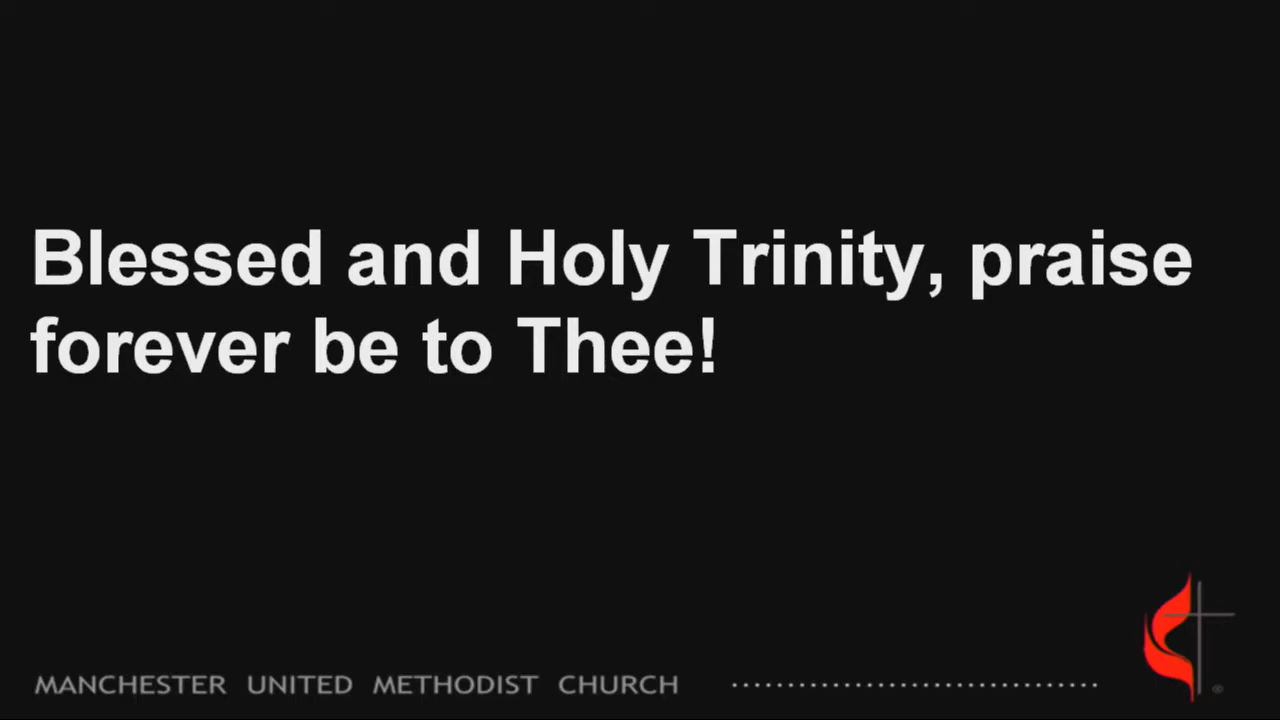 Blessed and Holy Trinity, praise
forever be to Thee!
MANCHESTER UNITED METHODIST CHURCH
®